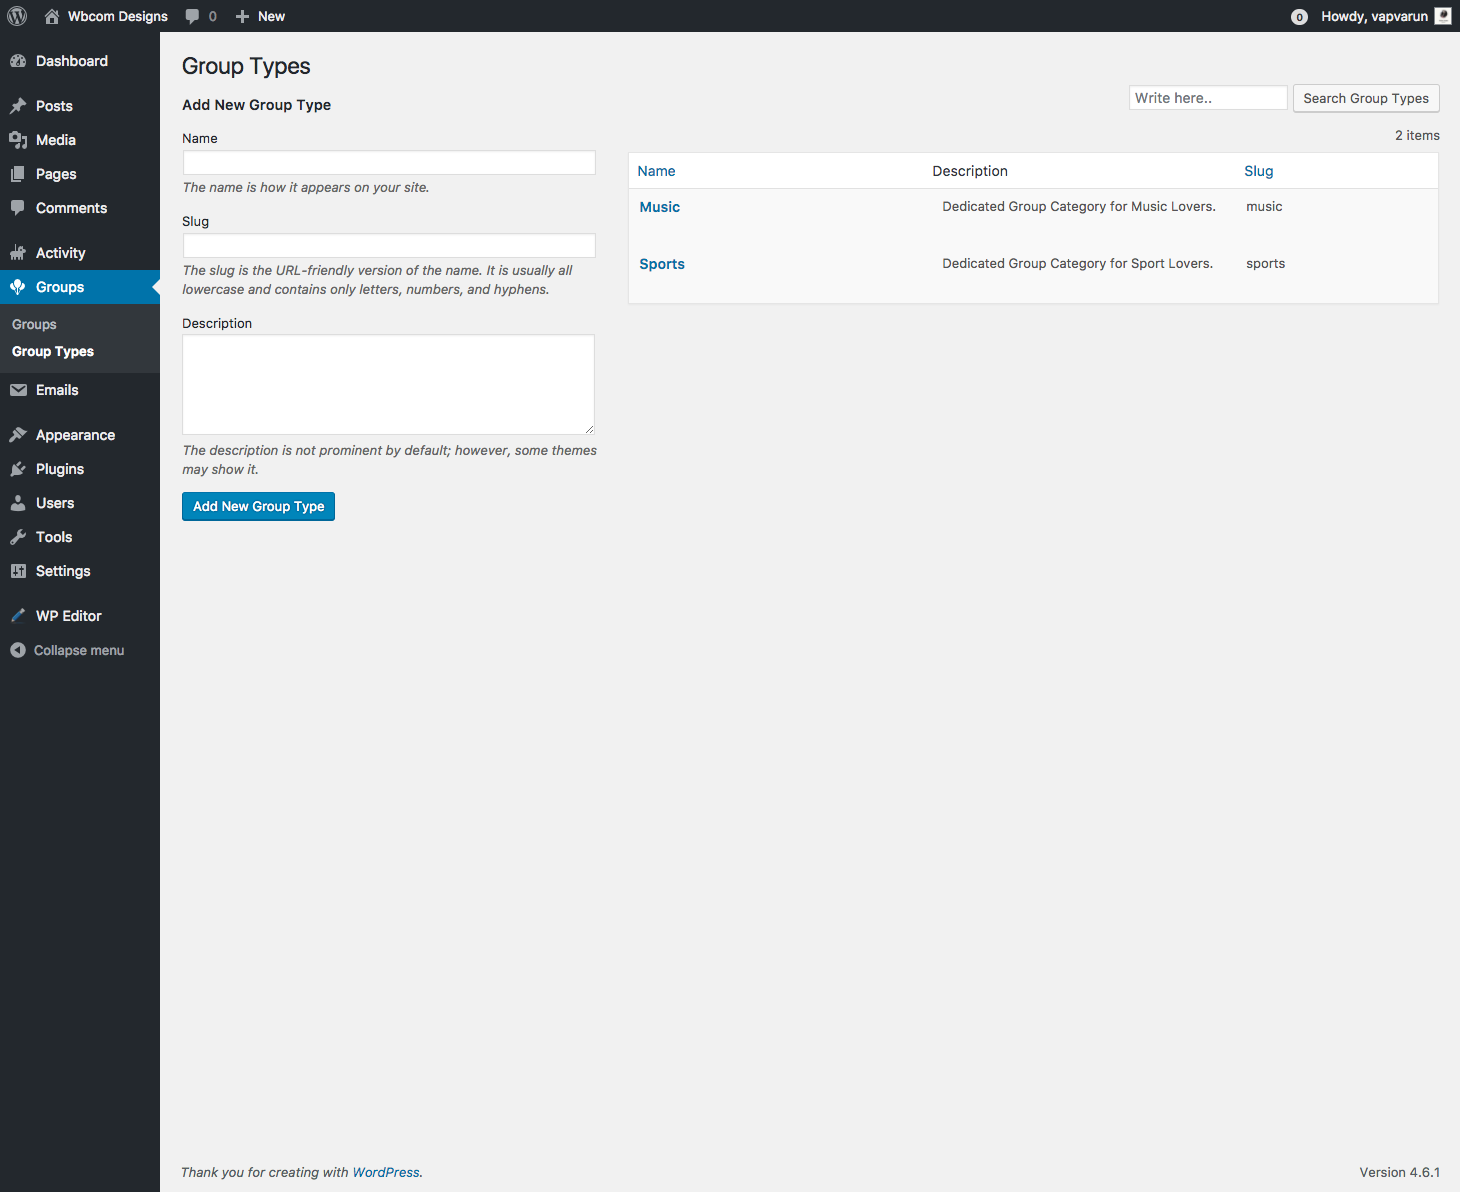 Wbcom Designs 0 New
0 Howdy, vapvarun
Dashboard
Posts
Media
Pages
Comments
Activity
Groups
Groups
Group Types
Emails
Appearance
Plugins
Users
Tools
Settings
WP Editor
Collapse menu
Group Types
Add New Group Type
Name
The name is how it appears on your site.
Slug
The slug is the URL-friendly version of the name. It is usually all
lowercase and contains only letters, numbers, and hyphens.
Description
The description is not prominent by default; however, some themes
may show it.
Add New Group Type
Write here.. Search Group Types
2 items
Name Description Slug
Music Dedicated Group Category for Music Lovers. music
Sports Dedicated Group Category for Sport Lovers. sports
Thank you for creating with WordPress.
Version 4.6.1